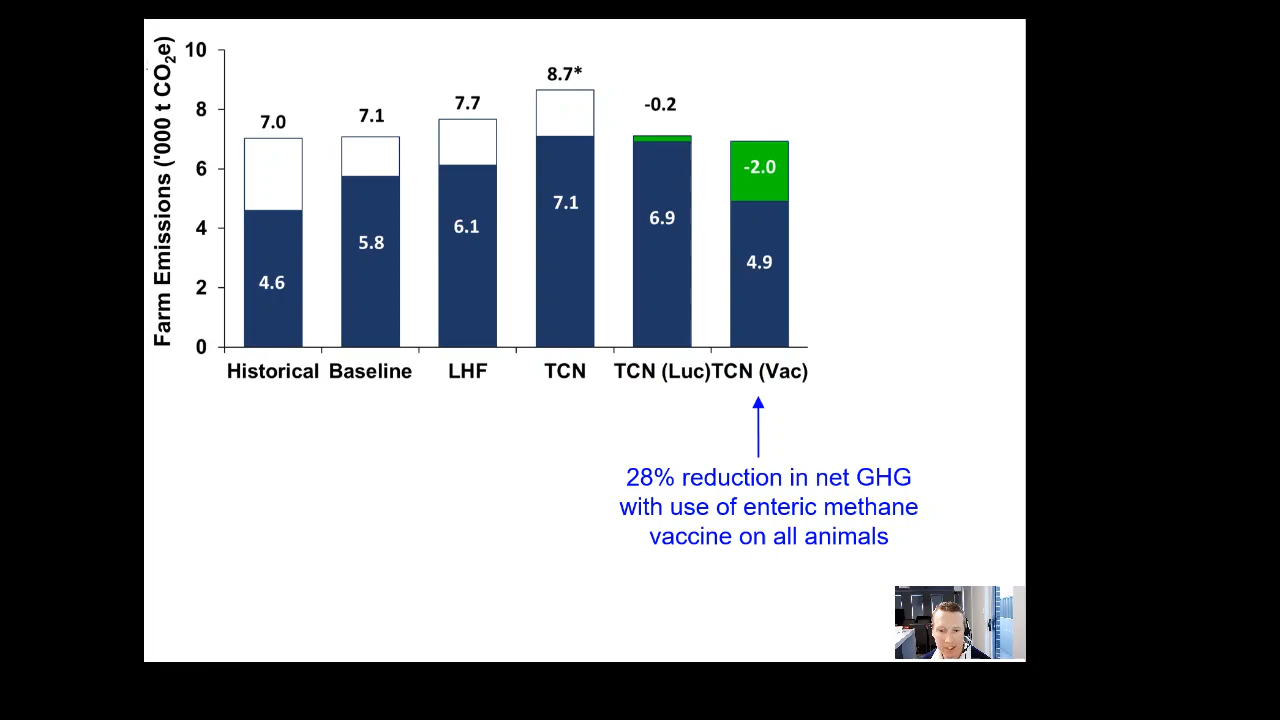 Farm Emissions ('000 t CO₂e)
10
8
6
4
2
0
7.0
7.1
7.7
8.7*
-0.2
-2.0
4.6
5.8
6.1
7.1
6.9
4.9
Historical
Baseline
LHF
TCN
TCN (Luc)
TCN (Vac)
28% reduction in net GHG
with use of enteric methane
vaccine on all animals